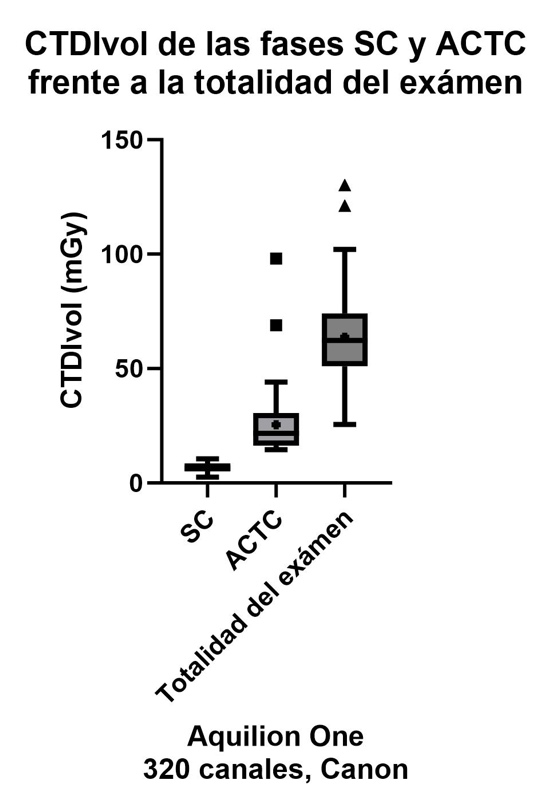 CTDIvol de las fases SC y ACTC
frente a la totalidad del exámen
150
100
50
0
CTDIvol (mGy)
SC
ACTC
Totalidad del exámen
Aquilion One
320 canales, Canon